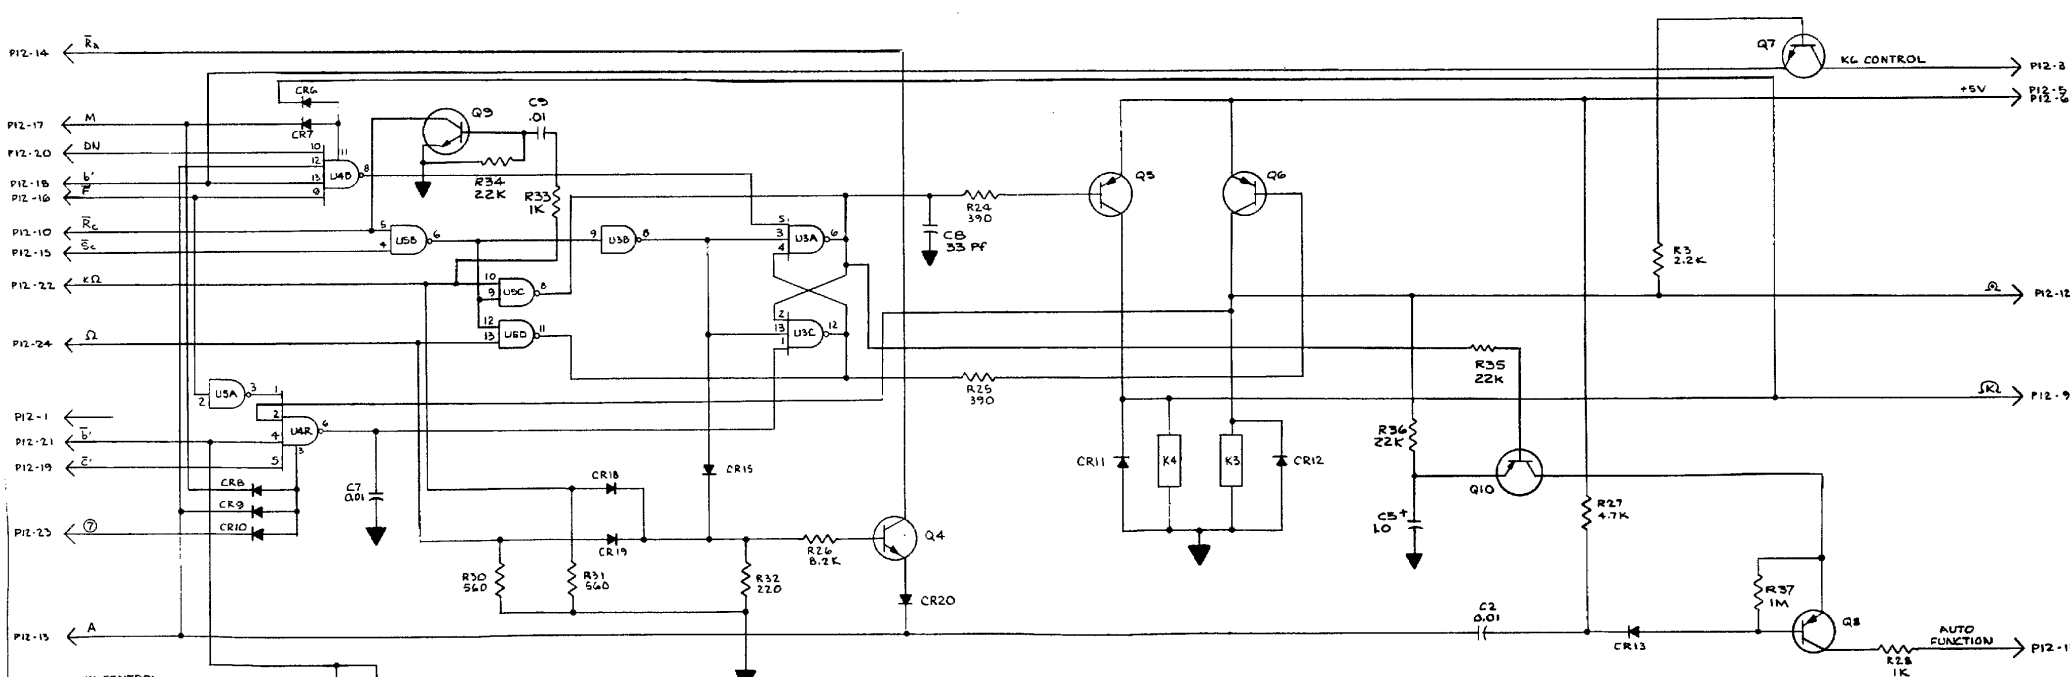 P12-14 R̅a
Q7
K6 CONTROL P12-3
CR6
+5V P12-5
P12-6
P12-17 M
CR7
Q9
C9
.01
P12-20 DN
10 11
12
13
9
U4B 8
P12-18 b'
P12-16 F̅
R34
22K
R33
1K
Q5
Q6
R24
390
C8
33 Pf
P12-10 R̅c
P12-15 S̅c
5
4
U5B 6
9 U3B 8
5
3
4
U3A 6
R3
2.2K
P12-22 KΩ
10
9
U5C 8
Ω P12-12
P12-24 Ω
12
13
U6D 11
2
13
1
U3C 12
R35
22K
R25
390
2 U5A 3
1
2
4
5
U4A 6
3
P12-1
P12-21 b̅'
P12-19 c̅'
ΩK P12-9
R36
22K
CR11
K4
K3
CR12
Q10
CR8
CR9
CR10
P12-23 7
C7
0.01
CR18
CR15
CR19
R26
8.2K
Q4
C3 +
1.0
R27
4.7K
R30
560
R31
560
R32
220
CR20
R37
1M
P12-13 A
C2
0.01
CR13
Q8
AUTO
FUNCTION
R28
1K
P12-11